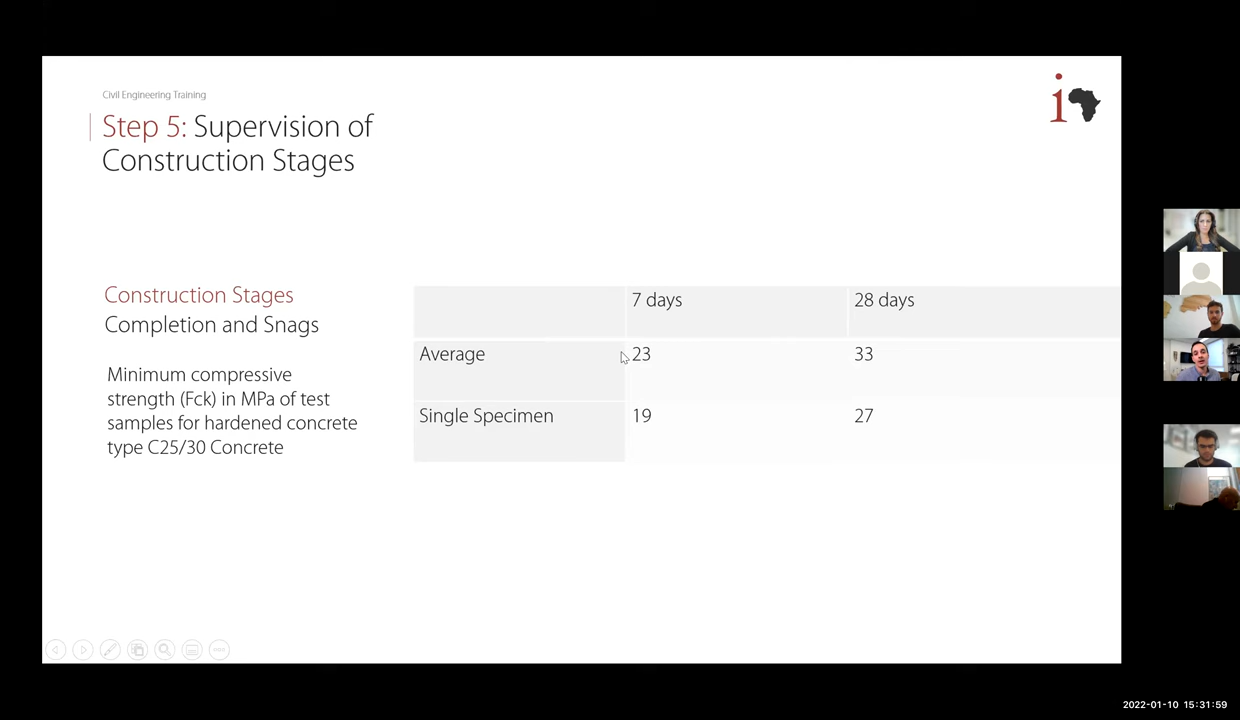 Civil Engineering Training
Step 5: Supervision of
Construction Stages
i
Construction Stages
Completion and Snags
Minimum compressive
strength (Fck) in MPa of test
samples for hardened concrete
type C25/30 Concrete
7 days 28 days
Average 23 33
Single Specimen 19 27
2022-01-10 15:31:59